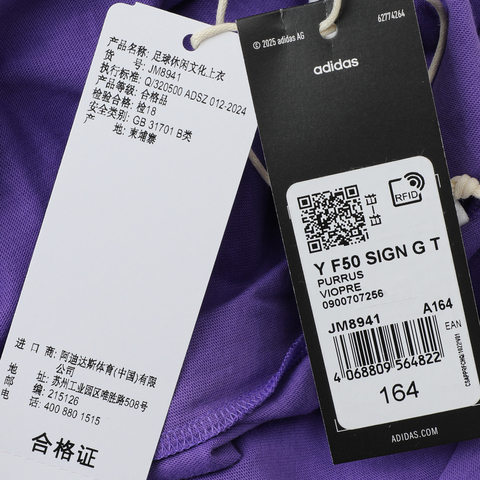 产品名称: 足球休闲文化上衣
货 号: JM8941
执行标准: Q/320500 ADSZ 012-2024
产品等级: 合格品
检验合格: 检18
安全类别: GB 31701 B类
产 地: 柬埔寨
进 口 商: 阿迪达斯体育(中国)有限
公司
地 址: 苏州工业园区唯胜路508号
邮 编: 215126
电 话: 400 880 1515
合格证
62774264
© 2025 adidas AG
adidas
RFID
Y F50 SIGN G T
PURRUS
VIOPRE
0900707256
JM8941 A164
EAN
4 068809 564822
164
ADIDAS.COM